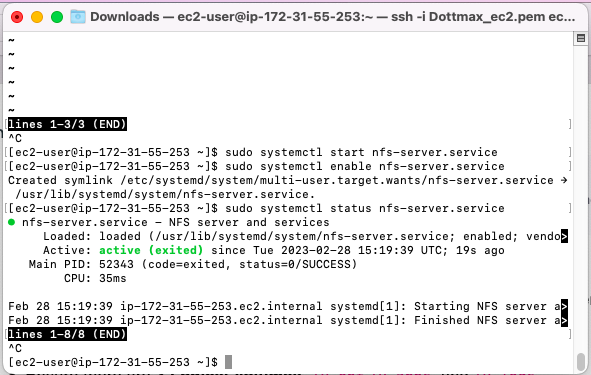 Downloads — ec2-user@ip-172-31-55-253:~ — ssh -i Dottmax_ec2.pem ec...
~
~
~
~
~
~
lines 1-3/3 (END)
^C
[ec2-user@ip-172-31-55-253 ~]$ sudo systemctl start nfs-server.service
[ec2-user@ip-172-31-55-253 ~]$ sudo systemctl enable nfs-server.service
Created symlink /etc/systemd/system/multi-user.target.wants/nfs-server.service →
/usr/lib/systemd/system/nfs-server.service.
[ec2-user@ip-172-31-55-253 ~]$ sudo systemctl status nfs-server.service
● nfs-server.service - NFS server and services
Loaded: loaded (/usr/lib/systemd/system/nfs-server.service; enabled; vendo>
Active: active (exited) since Tue 2023-02-28 15:19:39 UTC; 19s ago
Main PID: 52343 (code=exited, status=0/SUCCESS)
CPU: 35ms
Feb 28 15:19:39 ip-172-31-55-253.ec2.internal systemd[1]: Starting NFS server a>
Feb 28 15:19:39 ip-172-31-55-253.ec2.internal systemd[1]: Finished NFS server a>
lines 1-8/8 (END)
^C
[ec2-user@ip-172-31-55-253 ~]$